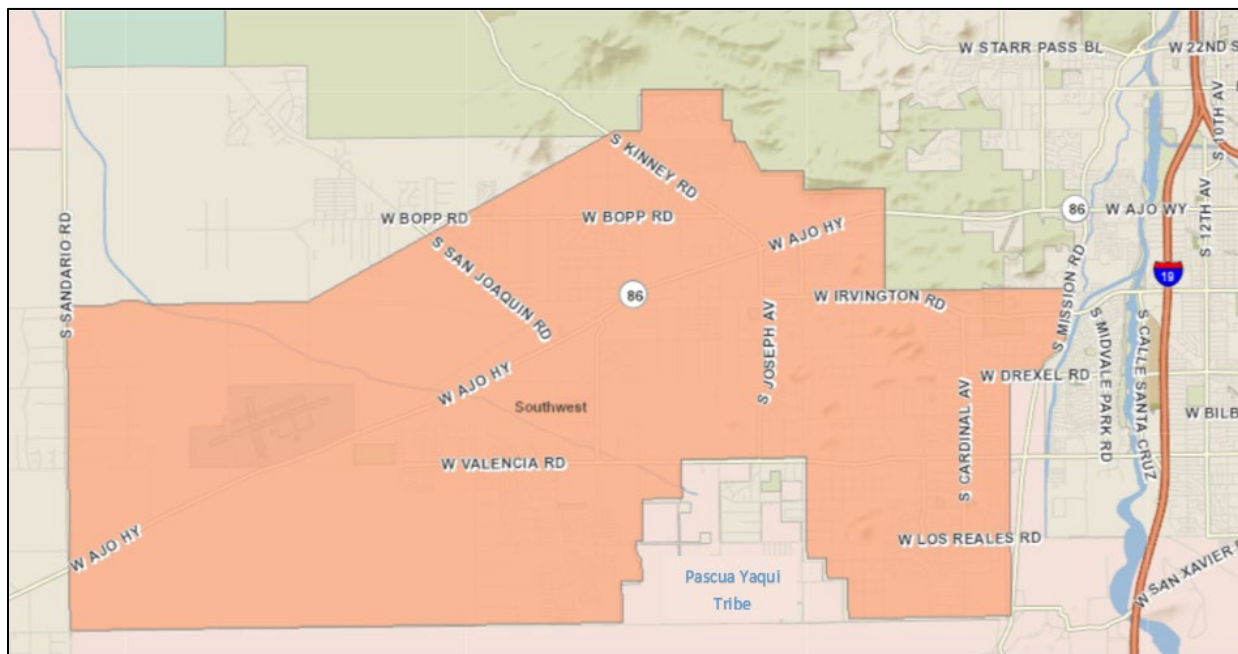 W STARR PASS BL
W 22ND S
S 10TH AV
S KINNEY RD
W BOPP RD
W BOPP RD
86
W AJO WY
S 12TH AV
W AJO HY
S SANDARIO RD
S SAN JOAQUIN RD
S MISSION RD
19
86
W IRVINGTON RD
S MIDVALE PARK RD
S CALLE SANTA CRUZ
S JOSEPH AV
W AJO HY
W DREXEL RD
Southwest
S CARDINAL AV
W BILB
W VALENCIA RD
W AJO HY
W LOS REALES RD
Pascua Yaqui
Tribe
W SAN XAVIER